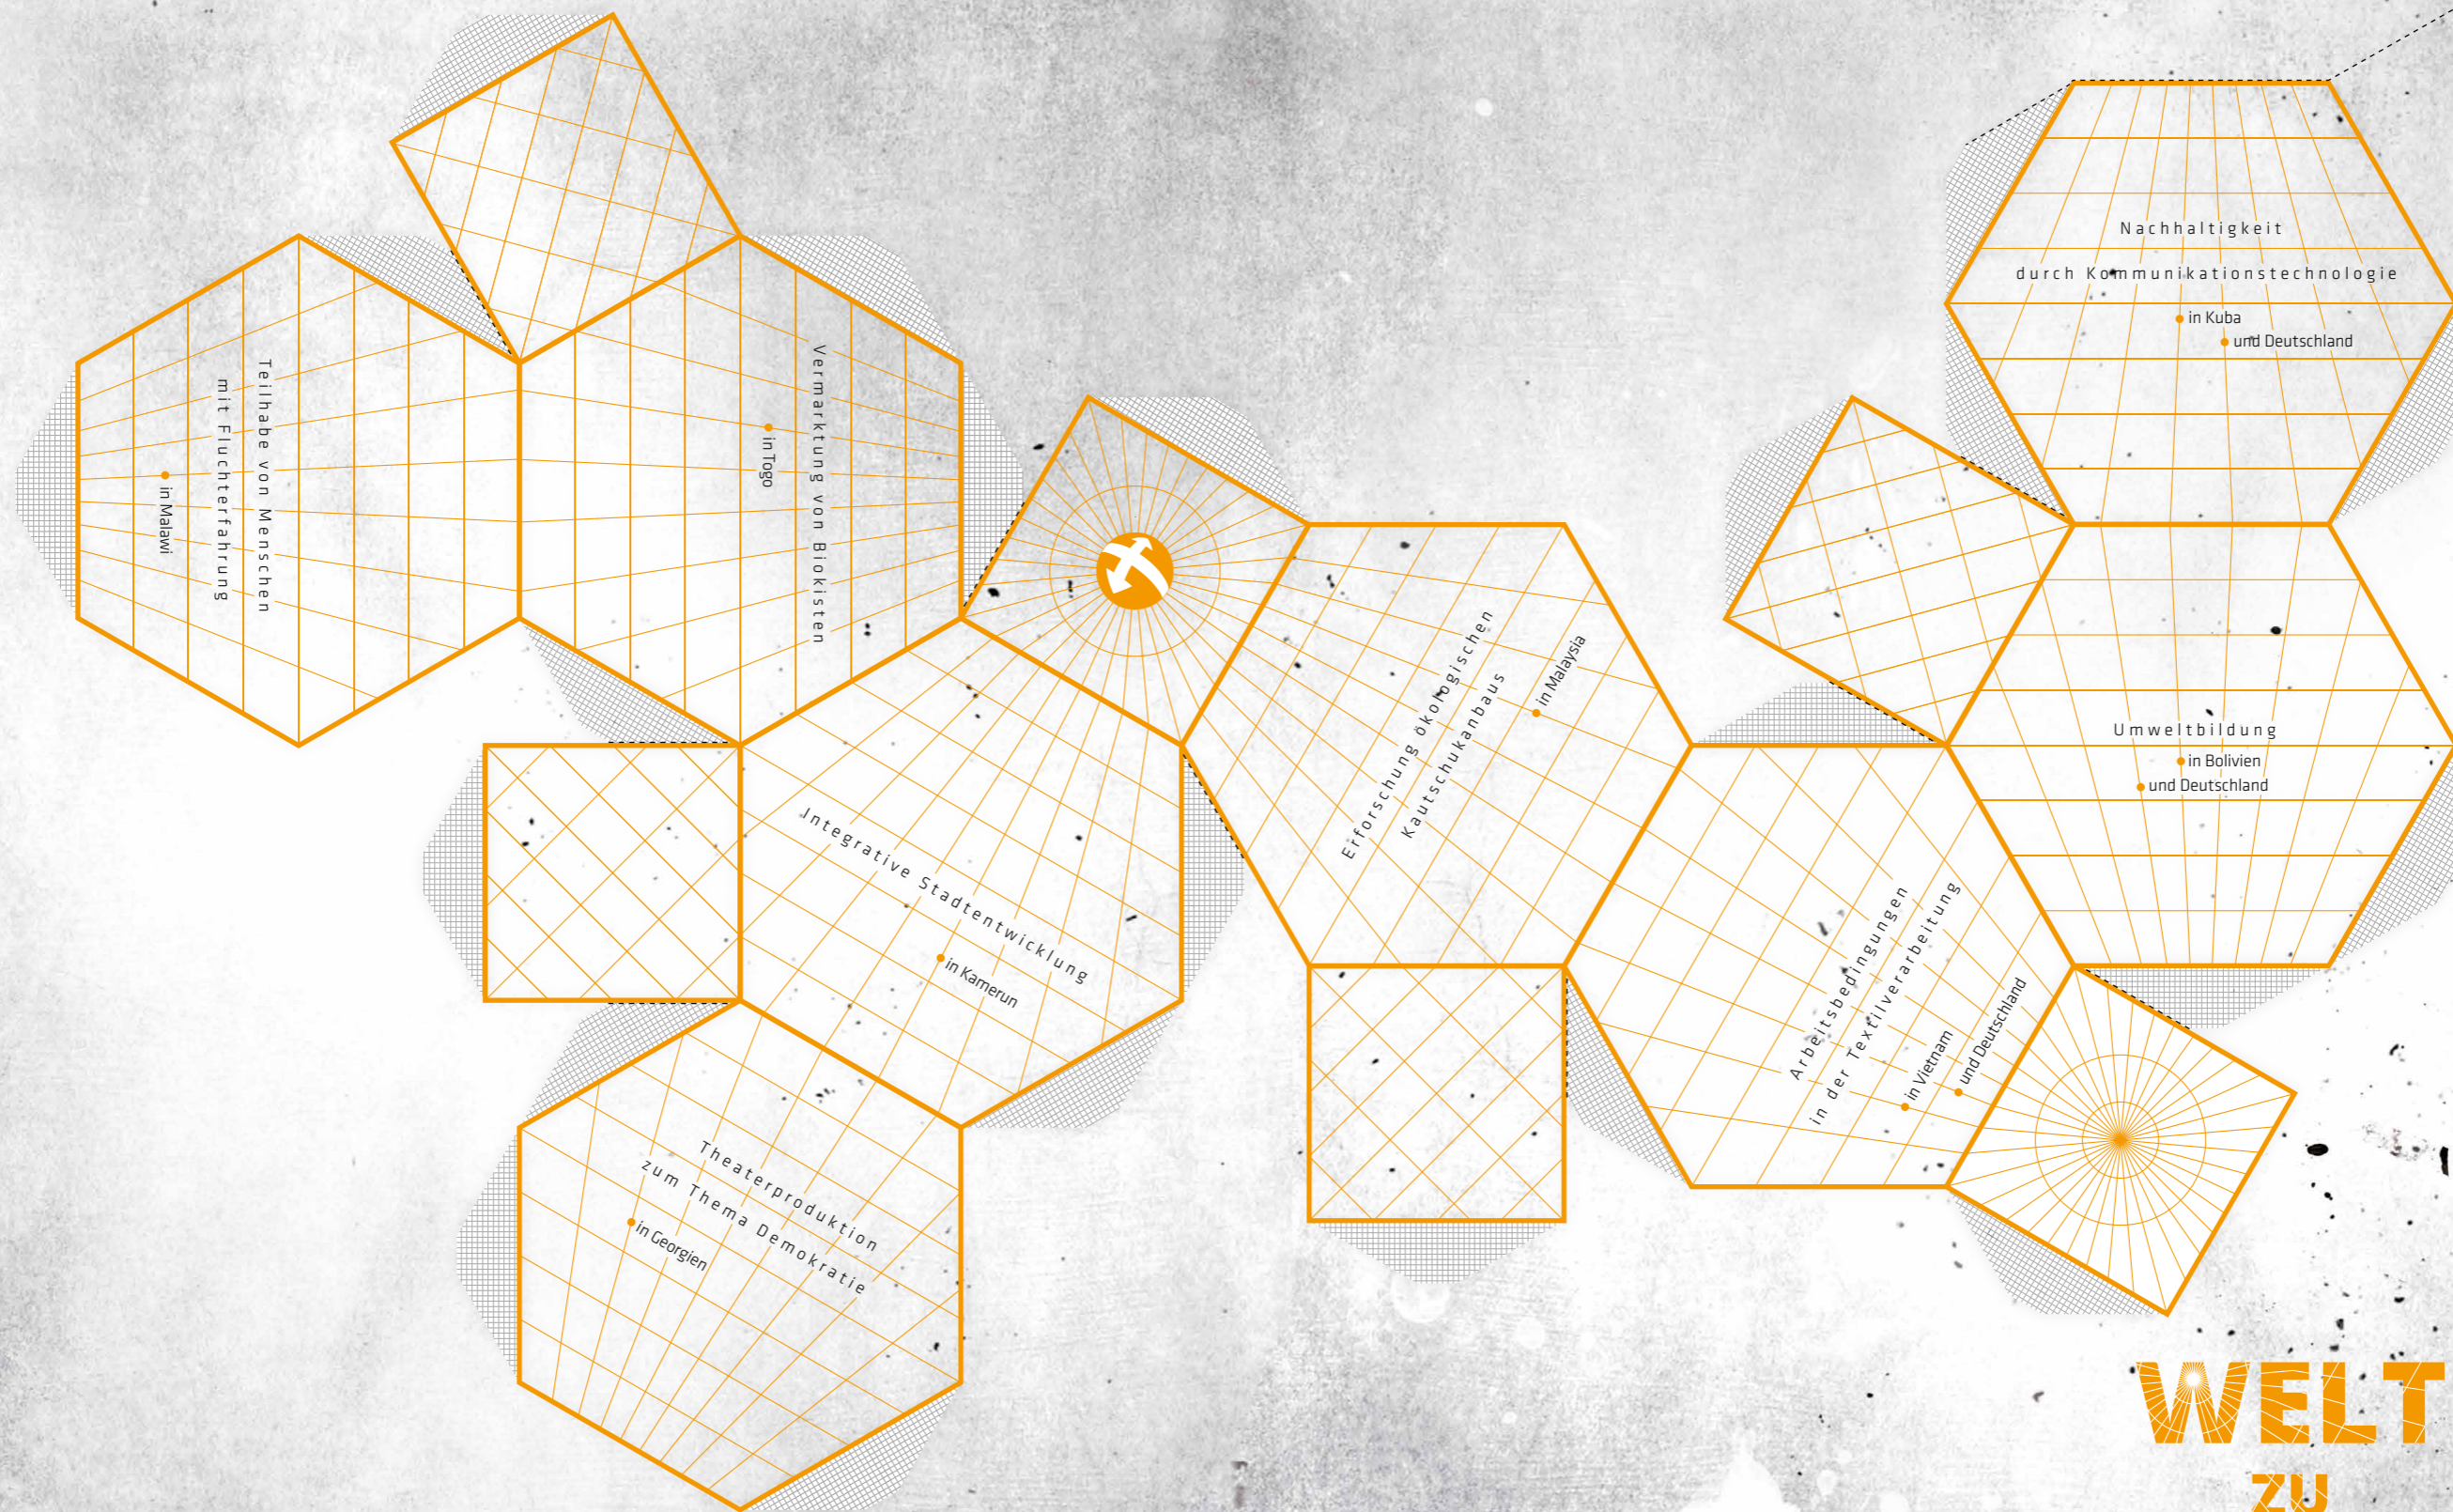 Nachhaltigkeit
durch Kommunikationstechnologie
in Kuba
und Deutschland
Teilhabe von Menschen
mit Fluchterfahrung
in Malawi
Vermarktung von Biokisten
in Togo
Erforschung ökologischen
Kautschukanbaus
in Malaysia
Umweltbildung
in Bolivien
und Deutschland
Integrative Stadtentwicklung
in Kamerun
Arbeitsbedingungen
in der Textilverarbeitung
in Vietnam
und Deutschland
Theaterproduktion
zum Thema Demokratie
in Georgien
WELT
ZU